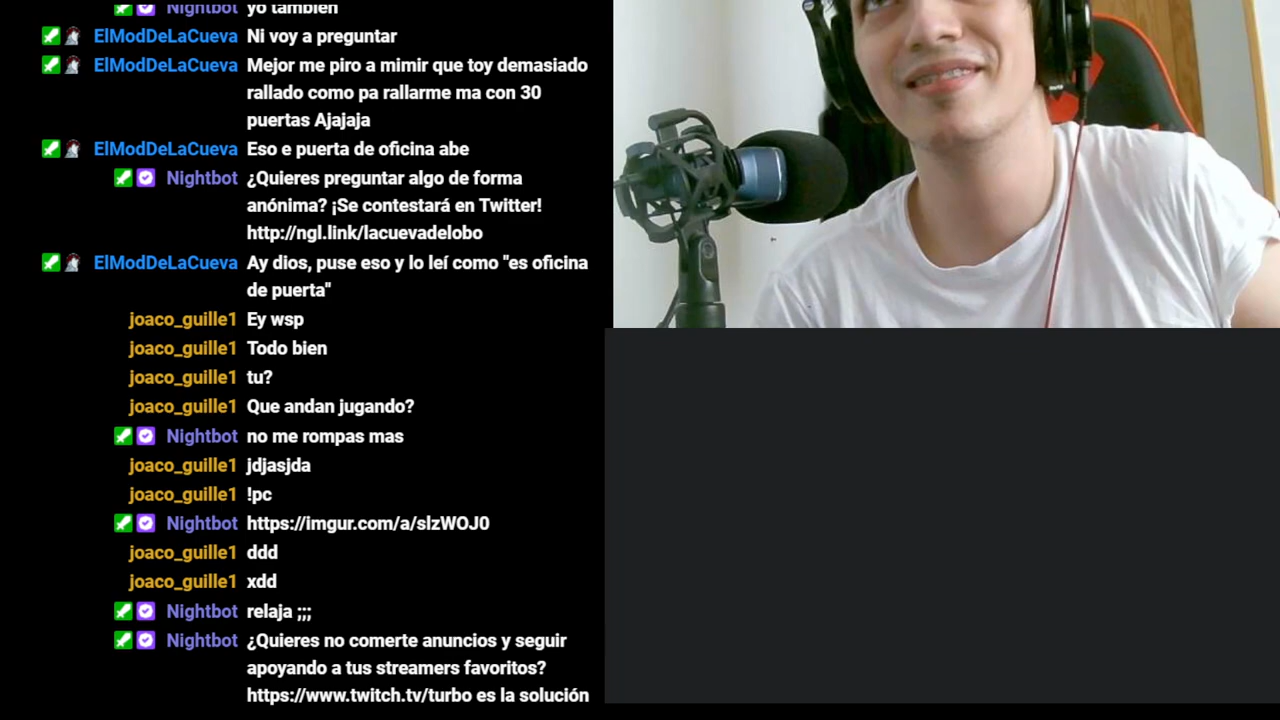 Nightbot yo también
ElModDeLaCueva Ni voy a preguntar
ElModDeLaCueva Mejor me piro a mimir que toy demasiado
rallado como pa rallarme ma con 30
puertas Ajajaja
ElModDeLaCueva Eso e puerta de oficina abe
Nightbot ¿Quieres preguntar algo de forma
anónima? ¡Se contestará en Twitter!
http://ngl.link/lacuevadelobo
ElModDeLaCueva Ay dios, puse eso y lo leí como "es oficina
de puerta"
joaco_guille1 Ey wsp
joaco_guille1 Todo bien
joaco_guille1 tu?
joaco_guille1 Que andan jugando?
Nightbot no me rompas mas
joaco_guille1 jdjasjda
joaco_guille1 !pc
Nightbot https://imgur.com/a/slzWOJ0
joaco_guille1 ddd
joaco_guille1 xdd
Nightbot relaja ;;;
Nightbot ¿Quieres no comerte anuncios y seguir
apoyando a tus streamers favoritos?
https://www.twitch.tv/turbo es la solución